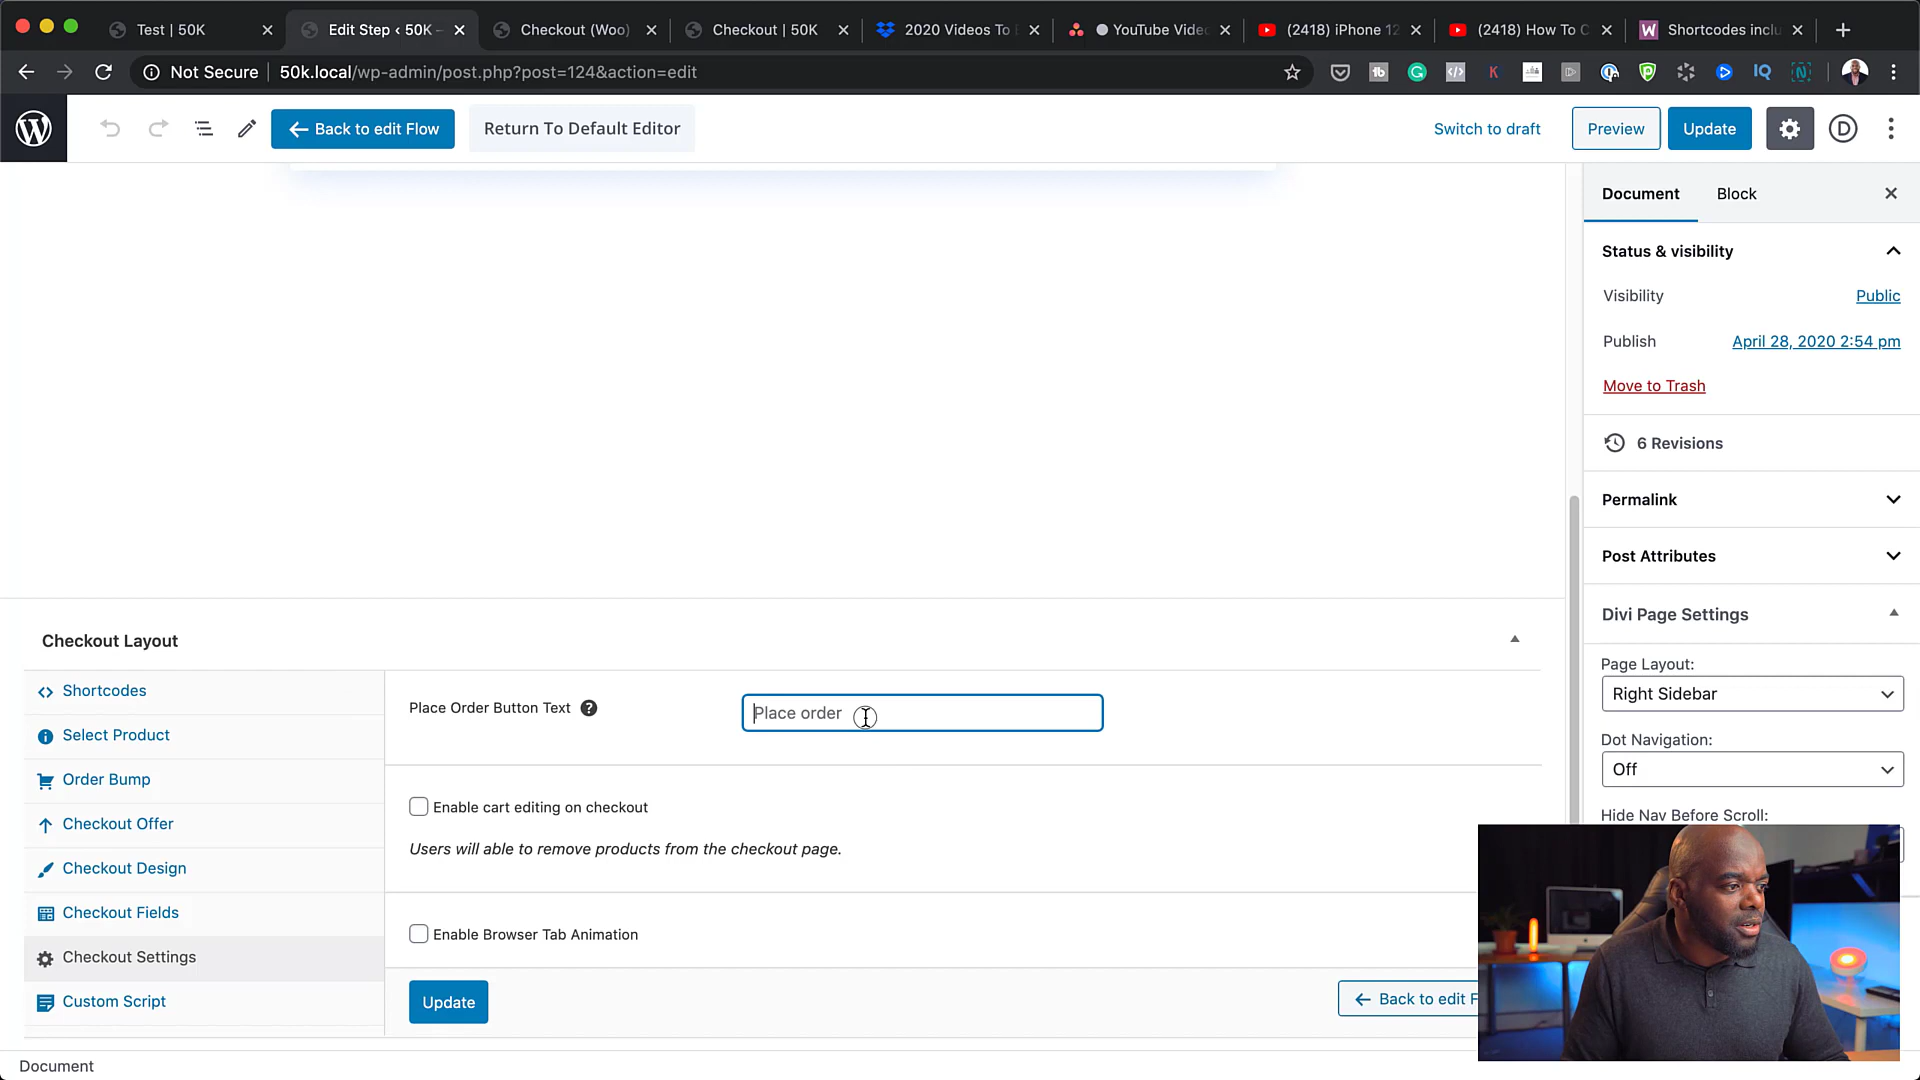 Test | 50K
Edit Step ‹ 50K –
Checkout (Woo)
Checkout | 50K
2020 Videos To
YouTube Vide
(2418) iPhone 12
(2418) How To C
Shortcodes inclu
Not Secure
50k.local/wp-admin/post.php?post=124&action=edit
Back to edit Flow
Return To Default Editor
Switch to draft
Preview
Update
Document
Block
Status & visibility
Visibility
Public
Publish
April 28, 2020 2:54 pm
Move to Trash
6 Revisions
Permalink
Post Attributes
Divi Page Settings
Page Layout:
Right Sidebar
Dot Navigation:
Off
Hide Nav Before Scroll:
Checkout Layout
Shortcodes
Select Product
Order Bump
Checkout Offer
Checkout Design
Checkout Fields
Checkout Settings
Custom Script
Place Order Button Text
Place order
Enable cart editing on checkout
Users will able to remove products from the checkout page.
Enable Browser Tab Animation
Update
Back to edit F
Document